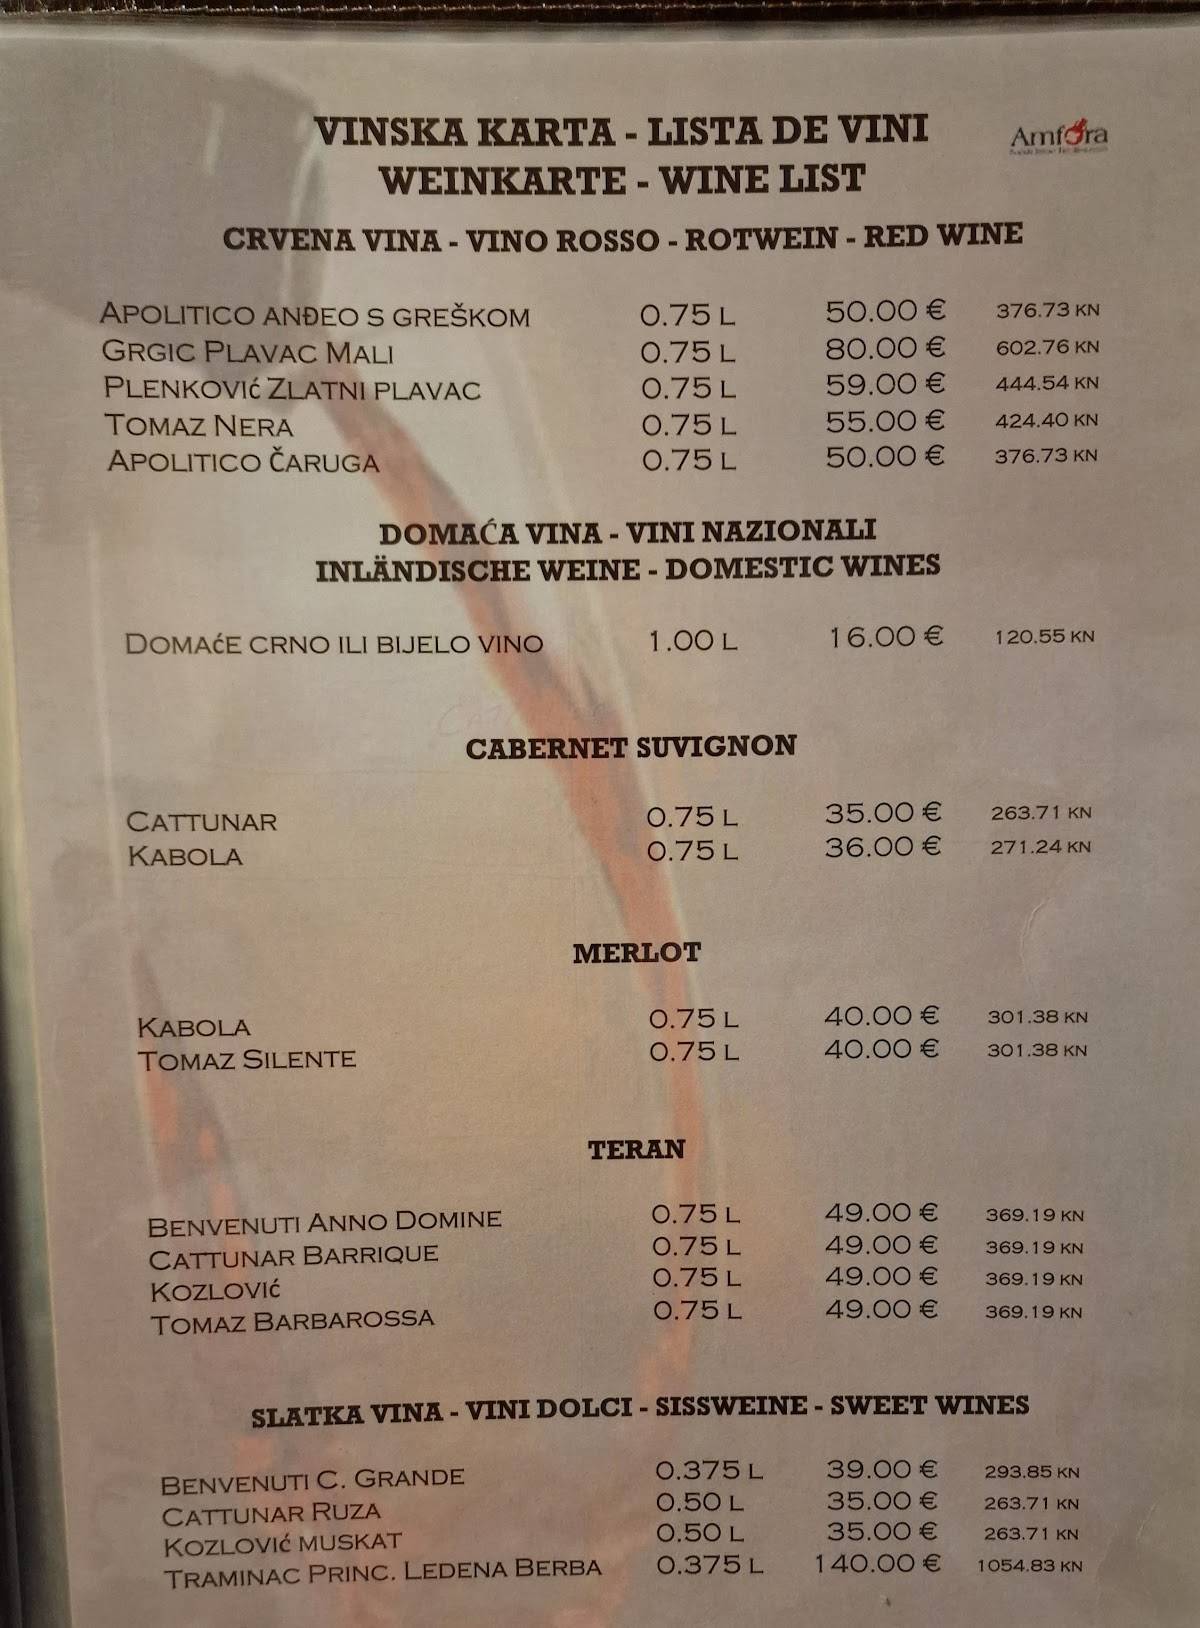 VINSKA KARTA - LISTA DE VINI
WEINKARTE - WINE LIST
Amfora
CRVENA VINA - VINO ROSSO - ROTWEIN - RED WINE
APOLITICO ANĐEO S GREŠKOM 0.75 L 50.00 € 376.73 KN
GRGIC PLAVAC MALI 0.75 L 80.00 € 602.76 KN
PLENKOVIć ZLATNI PLAVAC 0.75 L 59.00 € 444.54 KN
TOMAZ NERA 0.75 L 55.00 € 424.40 KN
APOLITICO ČARUGA 0.75 L 50.00 € 376.73 KN
DOMAĆA VINA - VINI NAZIONALI
INLÄNDISCHE WEINE - DOMESTIC WINES
DOMAćE CRNO ILI BIJELO VINO 1.00 L 16.00 € 120.55 KN
CABERNET SUVIGNON
CATTUNAR 0.75 L 35.00 € 263.71 KN
KABOLA 0.75 L 36.00 € 271.24 KN
MERLOT
KABOLA 0.75 L 40.00 € 301.38 KN
TOMAZ SILENTE 0.75 L 40.00 € 301.38 KN
TERAN
BENVENUTI ANNO DOMINE 0.75 L 49.00 € 369.19 KN
CATTUNAR BARRIQUE 0.75 L 49.00 € 369.19 KN
KOZLOVIć 0.75 L 49.00 € 369.19 KN
TOMAZ BARBAROSSA 0.75 L 49.00 € 369.19 KN
SLATKA VINA - VINI DOLCI - SISSWEINE - SWEET WINES
BENVENUTI C. GRANDE 0.375 L 39.00 € 293.85 KN
CATTUNAR RUZA 0.50 L 35.00 € 263.71 KN
KOZLOVIć MUSKAT 0.50 L 35.00 € 263.71 KN
TRAMINAC PRINC. LEDENA BERBA 0.375 L 140.00 € 1054.83 KN